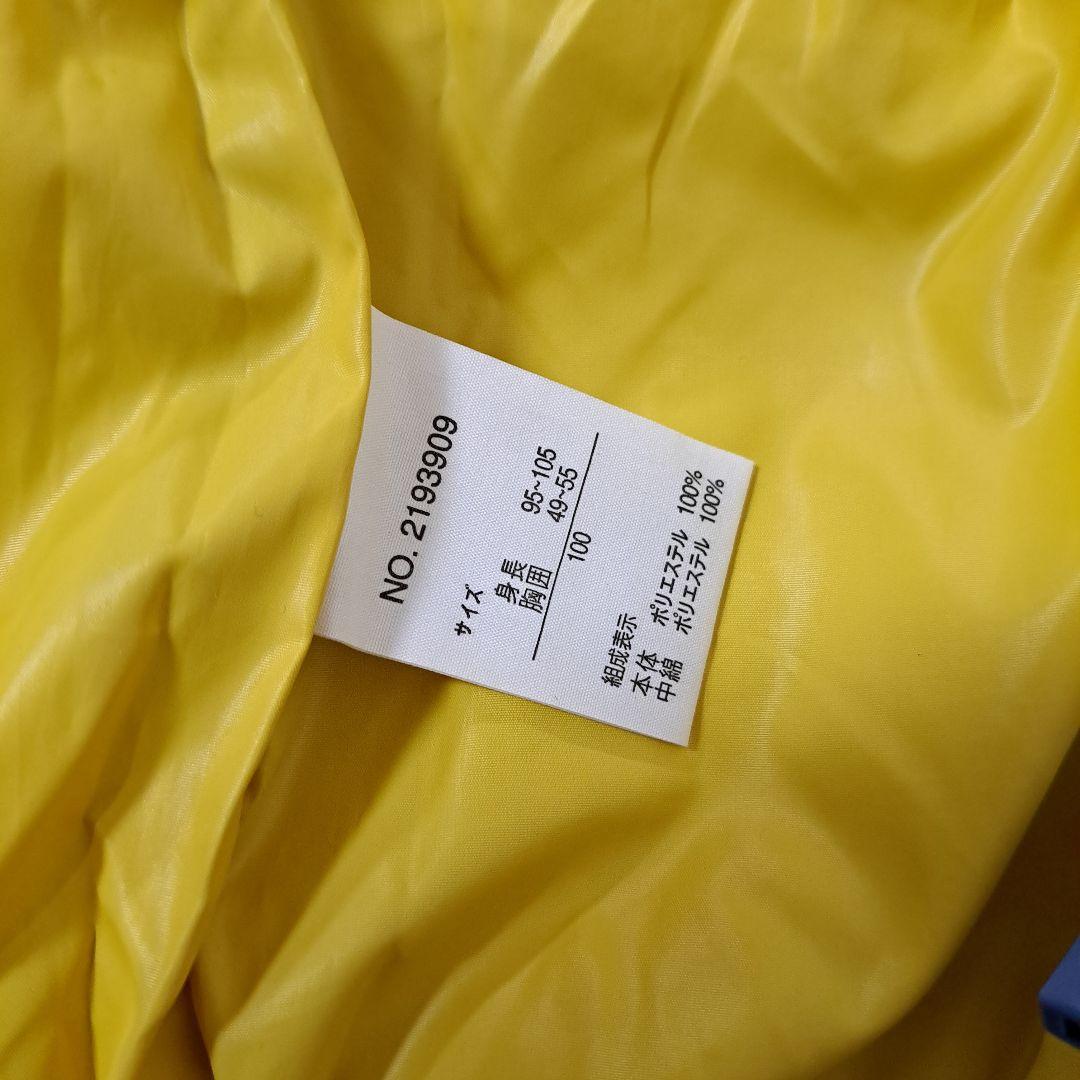 NO. 2193909
サイズ
身長 95~105
胸囲 49~55
100
組成表示
本体 ポリエステル 100%
中綿 ポリエステル 100%